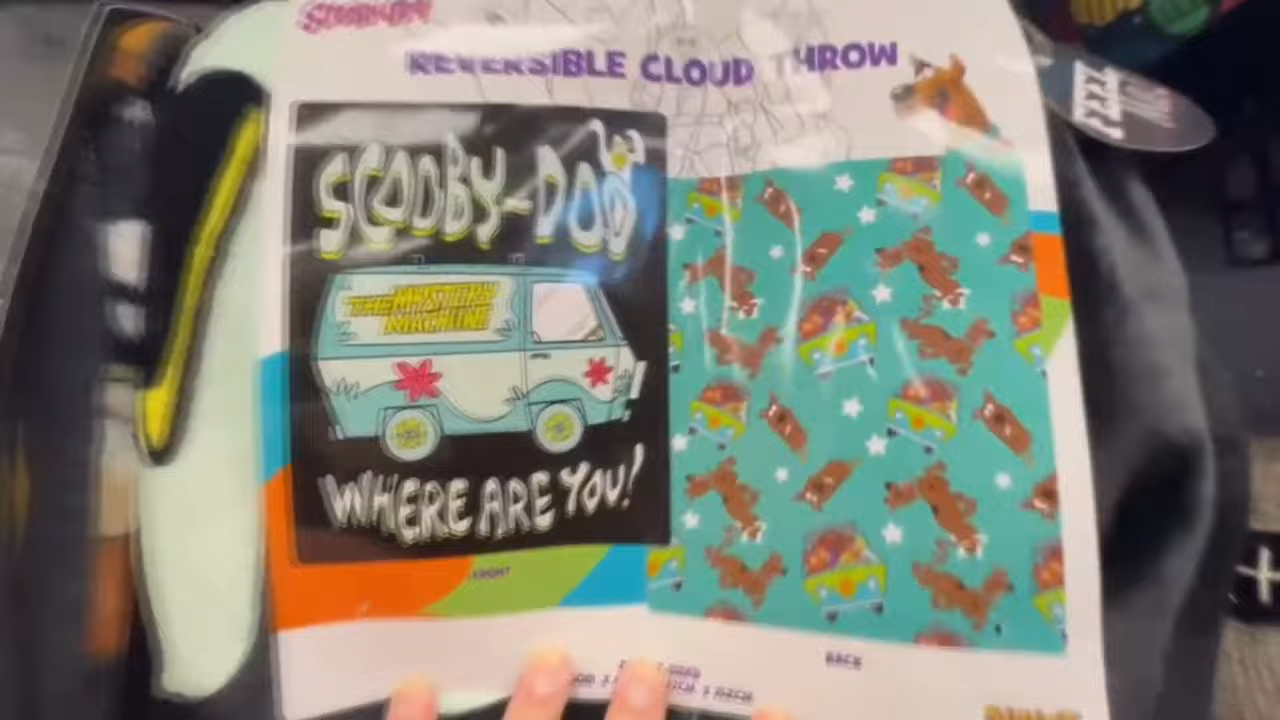 REVERSIBLE CLOUD THROW
SCOOBY-DOO
THE MYSTERY
MACHINE
WHERE ARE YOU!
FRONT
BACK